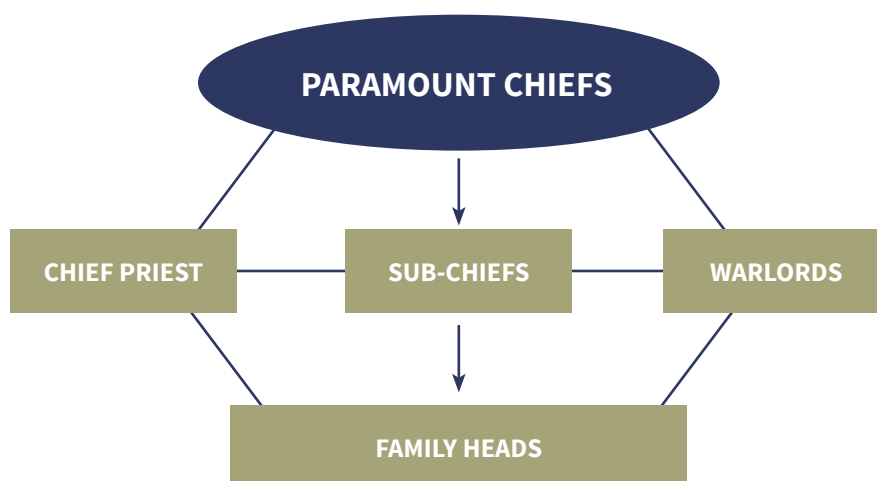 PARAMOUNT CHIEFS
CHIEF PRIEST
SUB-CHIEFS
WARLORDS
FAMILY HEADS